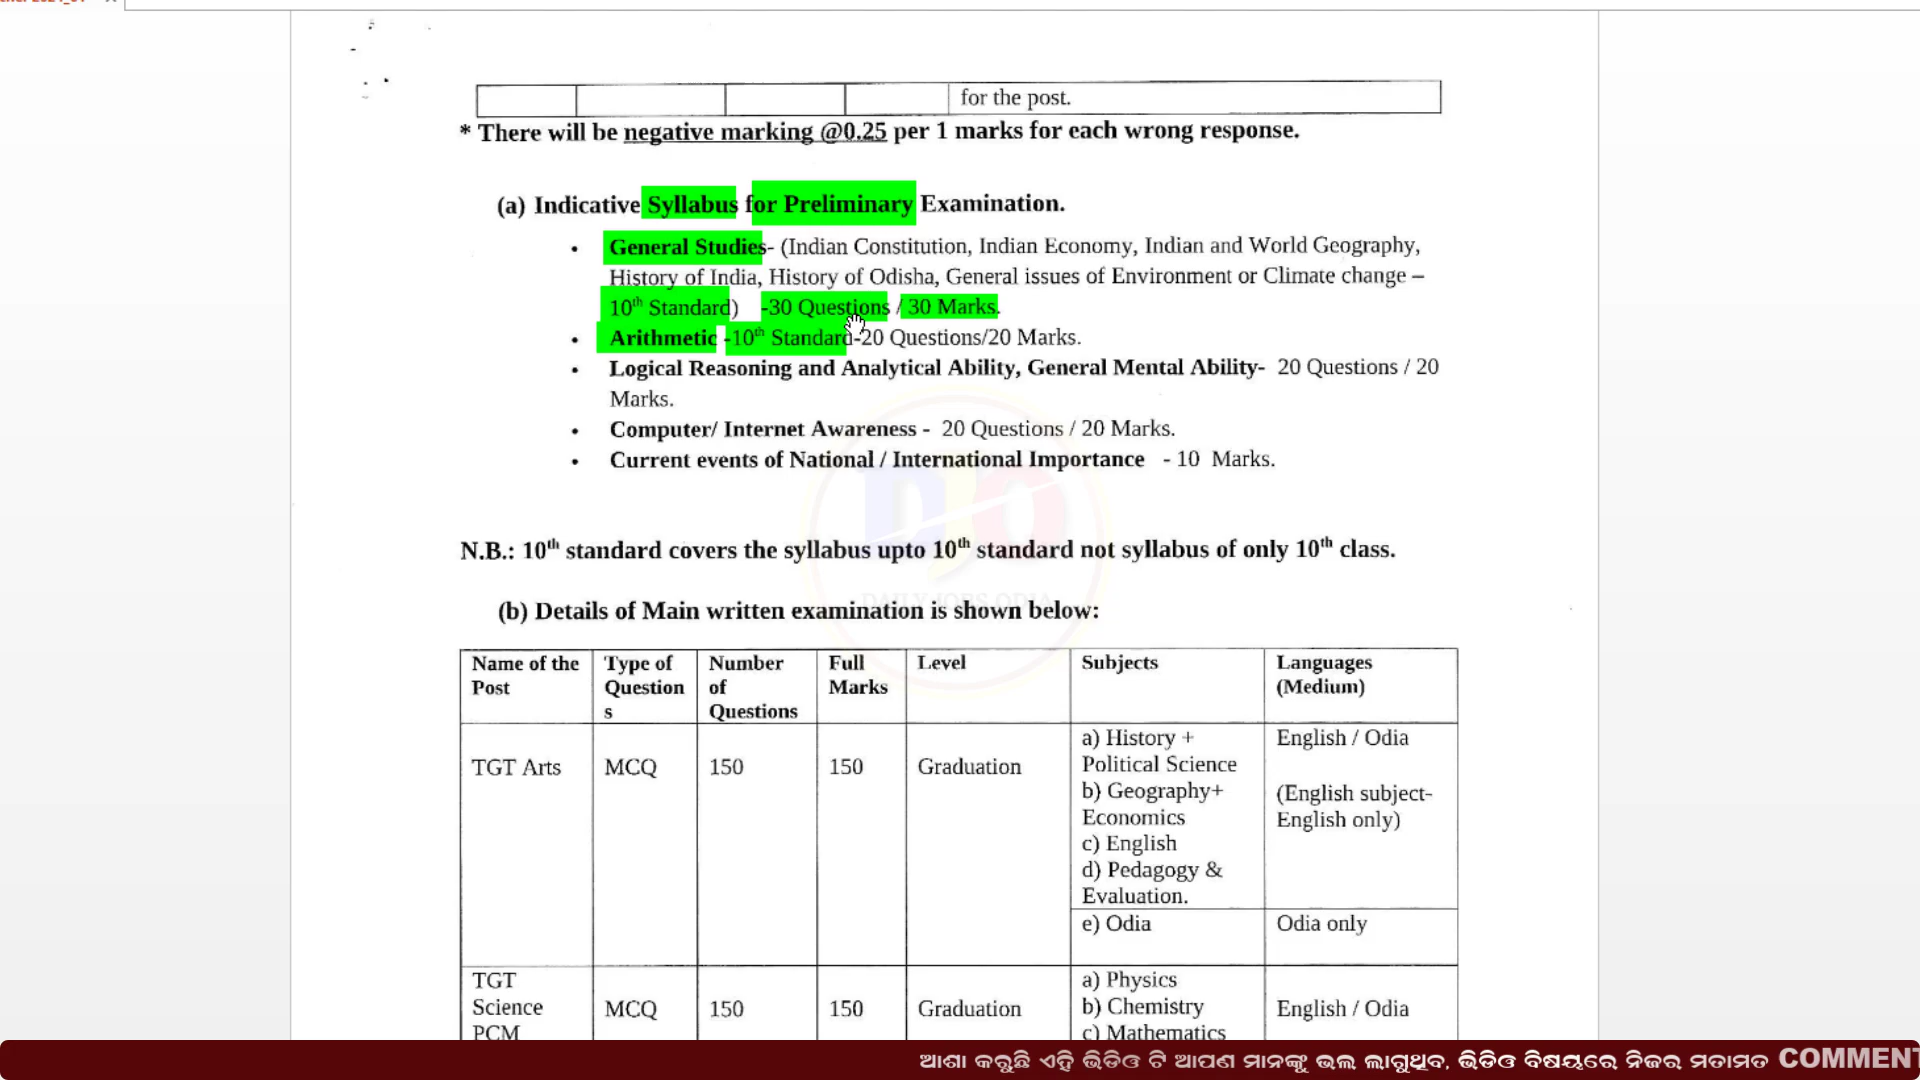 for the post.
* There will be negative marking @0.25 per 1 marks for each wrong response.
(a) Indicative Syllabus for Preliminary Examination.
• General Studies- (Indian Constitution, Indian Economy, Indian and World Geography,
History of India, History of Odisha, General issues of Environment or Climate change –
10th Standard) -30 Questions / 30 Marks.
• Arithmetic -10th Standard-20 Questions/20 Marks.
• Logical Reasoning and Analytical Ability, General Mental Ability- 20 Questions / 20
Marks.
• Computer/ Internet Awareness - 20 Questions / 20 Marks.
• Current events of National / International Importance - 10 Marks.
N.B.: 10th standard covers the syllabus upto 10th standard not syllabus of only 10th class.
DJO
DAILY JOBS ODIA
(b) Details of Main written examination is shown below:
Name of the
Post
Type of
Question
s
Number
of
Questions
Full
Marks
Level
Subjects
Languages
(Medium)
TGT Arts
MCQ
150
150
Graduation
a) History +
Political Science
b) Geography+
Economics
c) English
d) Pedagogy &
Evaluation.
English / Odia
(English subject-
English only)
e) Odia
Odia only
TGT
Science
PCM
MCQ
150
150
Graduation
a) Physics
b) Chemistry
c) Mathematics
English / Odia
ଆଶା କରୁଛି ଏହି ଭିଡିଓ ଟି ଆପଣ ମାନଙ୍କୁ ଭଲ ଲାଗୁଥିବ, ଭିଡିଓ ବିଷୟରେ ନିଜର ମତାମତ COMMENT